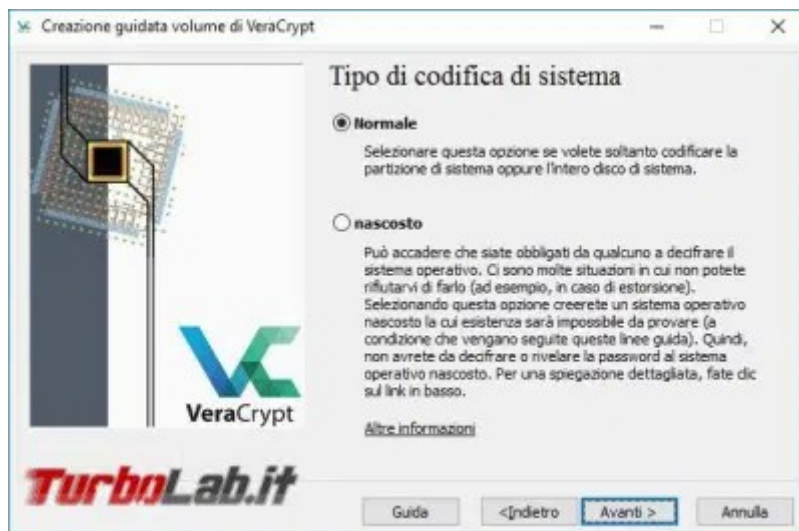 Creazione guidata volume di VeraCrypt
Tipo di codifica di sistema
Normale
Selezionare questa opzione se volete soltanto codificare la
partizione di sistema oppure l'intero disco di sistema.
nascosto
Può accadere che siate obbligati da qualcuno a decifrare il
sistema operativo. Ci sono molte situazioni in cui non potete
rifiutarvi di farlo (ad esempio, in caso di estorsione).
Selezionando questa opzione creerete un sistema operativo
nascosto la cui esistenza sarà impossibile da provare (a
condizione che vengano seguite queste linee guida). Quindi,
non avrete da decifrare o rivelare la password al sistema
operativo nascosto. Per una spiegazione dettagliata, fate clic
sul link in basso.
VeraCrypt
Altre informazioni
TurboLab.it
Guida
<Indietro
Avanti >
Annulla